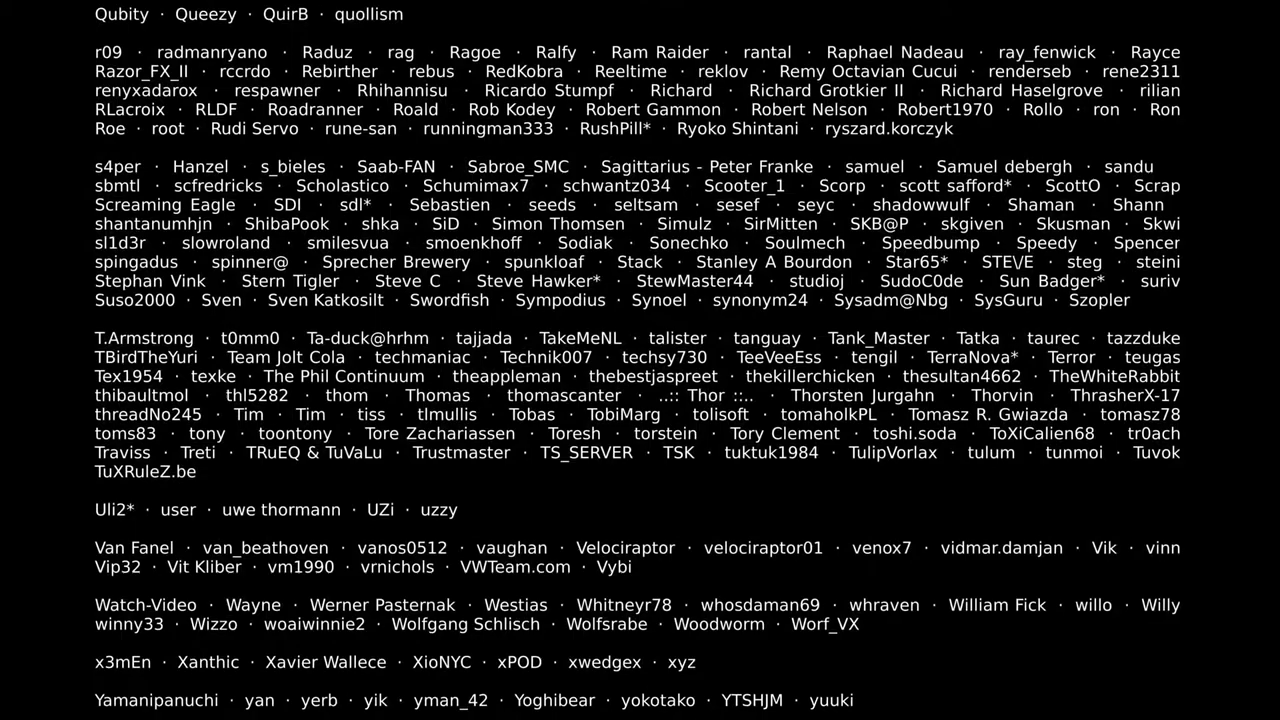 Qubity · Queezy · QuirB · quollism
r09 · radmanryano · Raduz · rag · Ragoe · Ralfy · Ram Raider · rantal · Raphael Nadeau · ray_fenwick · Rayce
Razor_FX_II · rccrdo · Rebirther · rebus · RedKobra · Reeltime · reklov · Remy Octavian Cucui · renderseb · rene2311
renyxadarox · respawner · Rhihannisu · Ricardo Stumpf · Richard · Richard Grotkier II · Richard Haselgrove · rilian
RLacroix · RLDF · Roadranner · Roald · Rob Kodey · Robert Gammon · Robert Nelson · Robert1970 · Rollo · ron · Ron
Roe · root · Rudi Servo · rune-san · runningman333 · RushPill* · Ryoko Shintani · ryszard.korczyk
s4per · Hanzel · s_bieles · Saab-FAN · Sabroe_SMC · Sagittarius - Peter Franke · samuel · Samuel debergh · sandu
sbmtl · scfredricks · Scholastico · Schumimax7 · schwantz034 · Scooter_1 · Scorp · scott safford* · ScottO · Scrap
Screaming Eagle · SDI · sdl* · Sebastien · seeds · seltsam · sesef · seyc · shadowwulf · Shaman · Shann
shantanumhjn · ShibaPook · shka · SiD · Simon Thomsen · Simulz · SirMitten · SKB@P · skgiven · Skusman · Skwi
sl1d3r · slowroland · smilesvua · smoenkhoff · Sodiak · Sonechko · Soulmech · Speedbump · Speedy · Spencer
spingadus · spinner@ · Sprecher Brewery · spunkloaf · Stack · Stanley A Bourdon · Star65* · STE\/E · steg · steini
Stephan Vink · Stern Tigler · Steve C · Steve Hawker* · StewMaster44 · studioj · SudoC0de · Sun Badger* · suriv
Suso2000 · Sven · Sven Katkosilt · Swordfish · Sympodius · Synoel · synonym24 · Sysadm@Nbg · SysGuru · Szopler
T.Armstrong · t0mm0 · Ta-duck@hrhm · tajjada · TakeMeNL · talister · tanguay · Tank_Master · Tatka · taurec · tazzduke
TBirdTheYuri · Team Jolt Cola · techmaniac · Technik007 · techsy730 · TeeVeeEss · tengil · TerraNova* · Terror · teugas
Tex1954 · texke · The Phil Continuum · theappleman · thebestjaspreet · thekillerchicken · thesultan4662 · TheWhiteRabbit
thibaultmol · thl5282 · thom · Thomas · thomascanter · ..:: Thor ::.. · Thorsten Jurgahn · Thorvin · ThrasherX-17
threadNo245 · Tim · Tim · tiss · tlmullis · Tobas · TobiMarg · tolisoft · tomaholkPL · Tomasz R. Gwiazda · tomasz78
toms83 · tony · toontony · Tore Zachariassen · Toresh · torstein · Tory Clement · toshi.soda · ToXiCalien68 · tr0ach
Traviss · Treti · TRuEQ & TuVaLu · Trustmaster · TS_SERVER · TSK · tuktuk1984 · TulipVorlax · tulum · tunmoi · Tuvok
TuXRuleZ.be
Uli2* · user · uwe thormann · UZi · uzzy
Van Fanel · van_beathoven · vanos0512 · vaughan · Velociraptor · velociraptor01 · venox7 · vidmar.damjan · Vik · vinn
Vip32 · Vit Kliber · vm1990 · vrnichols · VWTeam.com · Vybi
Watch-Video · Wayne · Werner Pasternak · Westias · Whitneyr78 · whosdaman69 · whraven · William Fick · willo · Willy
winny33 · Wizzo · woaiwinnie2 · Wolfgang Schlisch · Wolfsrabe · Woodworm · Worf_VX
x3mEn · Xanthic · Xavier Wallece · XioNYC · xPOD · xwedgex · xyz
Yamanipanuchi · yan · yerb · yik · yman_42 · Yoghibear · yokotako · YTSHJM · yuuki